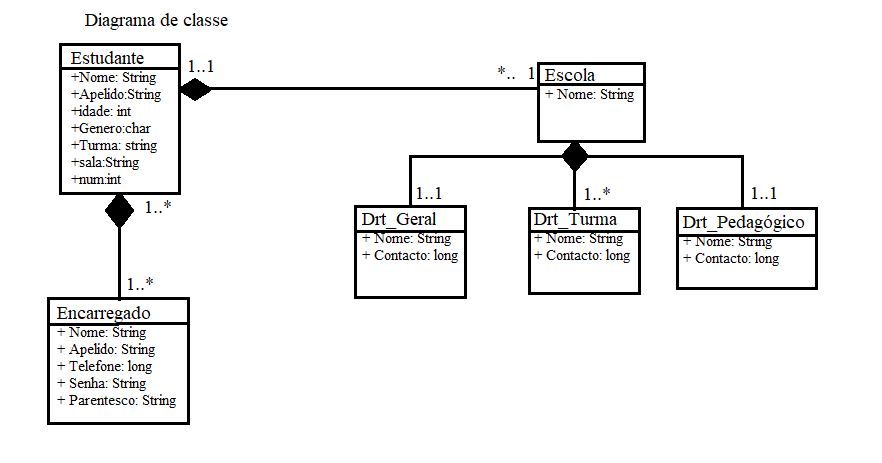 Diagrama de classe
Estudante
+Nome: String
+Apelido:String
+idade: int
+Genero:char
+Turma: string
+sala:String
+num:int
1..1
*.. 1
Escola
+ Nome: String
1..*
1..1
1..*
1..1
Drt_Geral
+ Nome: String
+ Contacto: long
Drt_Turma
+ Nome: String
+ Contacto: long
Drt_Pedagógico
+ Nome: String
+ Contacto: long
1..*
Encarregado
+ Nome: String
+ Apelido: String
+ Telefone: long
+ Senha: String
+ Parentesco: String